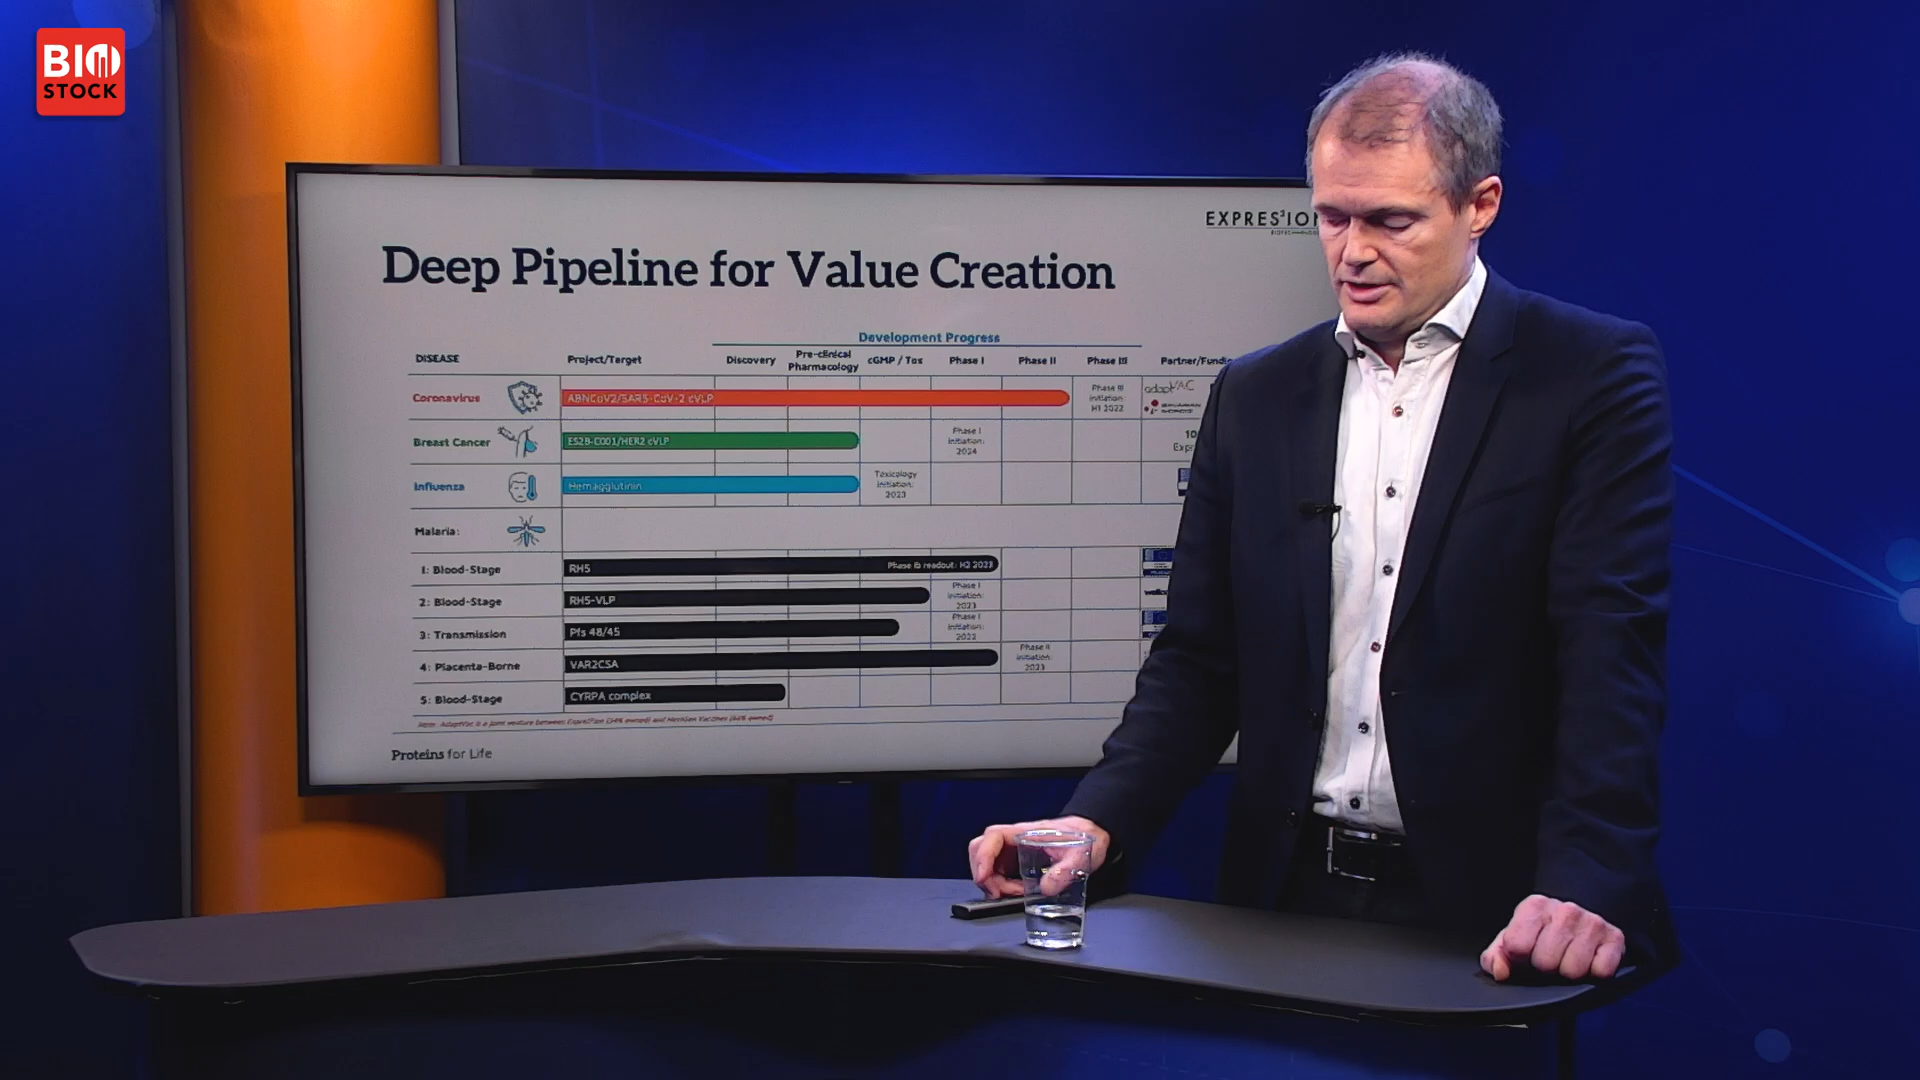 BIO
STOCK
EXPRES²ION
Deep Pipeline for Value Creation
Development Progress
DISEASE Project/Target Discovery Pre-clinical Pharmacology cGMP / Tox Phase I Phase II Phase III
Coronavirus ABNCoV2/SARS-CoV-2 cVLP Phase III initiation H1 2022
adaptVAC
Breast Cancer ES2B-C001/HER2 cVLP Phase I initiation: 2024
Influenza Hemagglutinin Toxicology initiation: 2023
Malaria:
1: Blood-Stage RH5 Phase Ib readout: H2 2023
2: Blood-Stage RH5-VLP Phase I initiation: 2023
3: Transmission Pfs 48/45 Phase I initiation: 2022
4: Placenta-Borne VAR2CSA Phase II initiation: 2023
5: Blood-Stage CYRPA complex
Proteins for Life